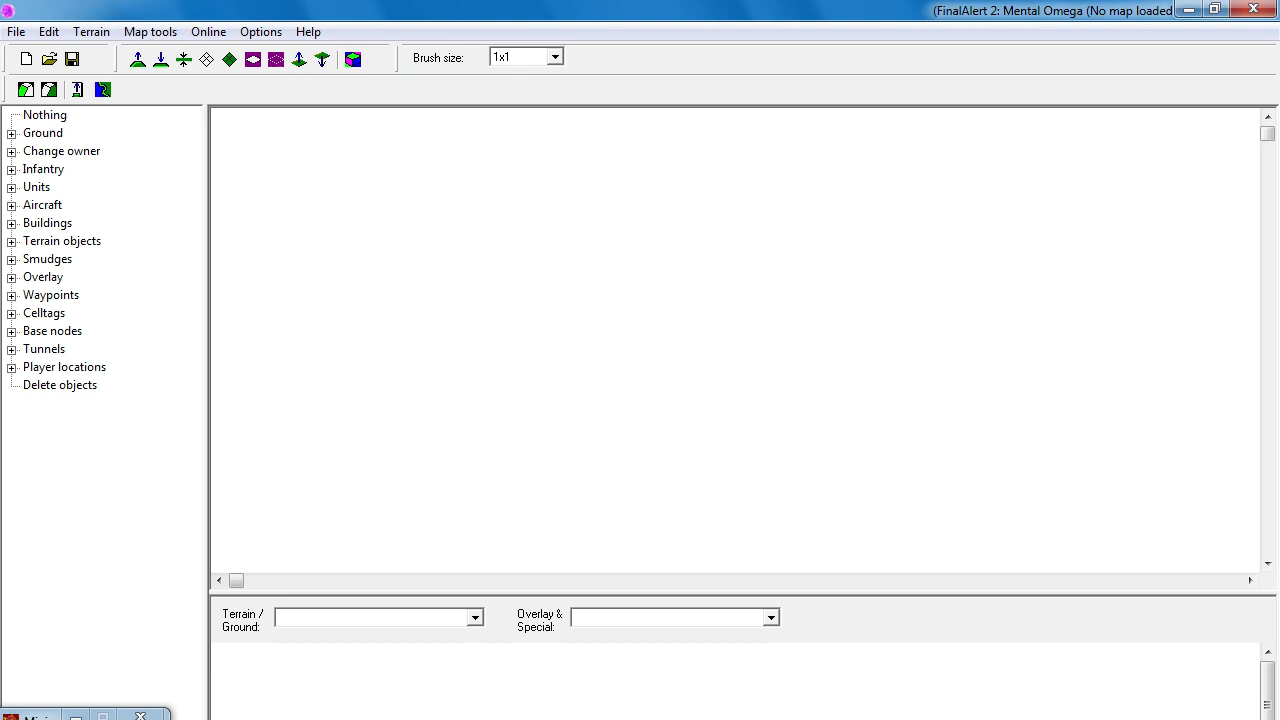 (FinalAlert 2: Mental Omega (No map loaded
File Edit Terrain Map tools Online Options Help
Brush size: 1x1
Nothing
Ground
Change owner
Infantry
Units
Aircraft
Buildings
Terrain objects
Smudges
Overlay
Waypoints
Celltags
Base nodes
Tunnels
Player locations
Delete objects
Terrain / Overlay &
Ground: Special: